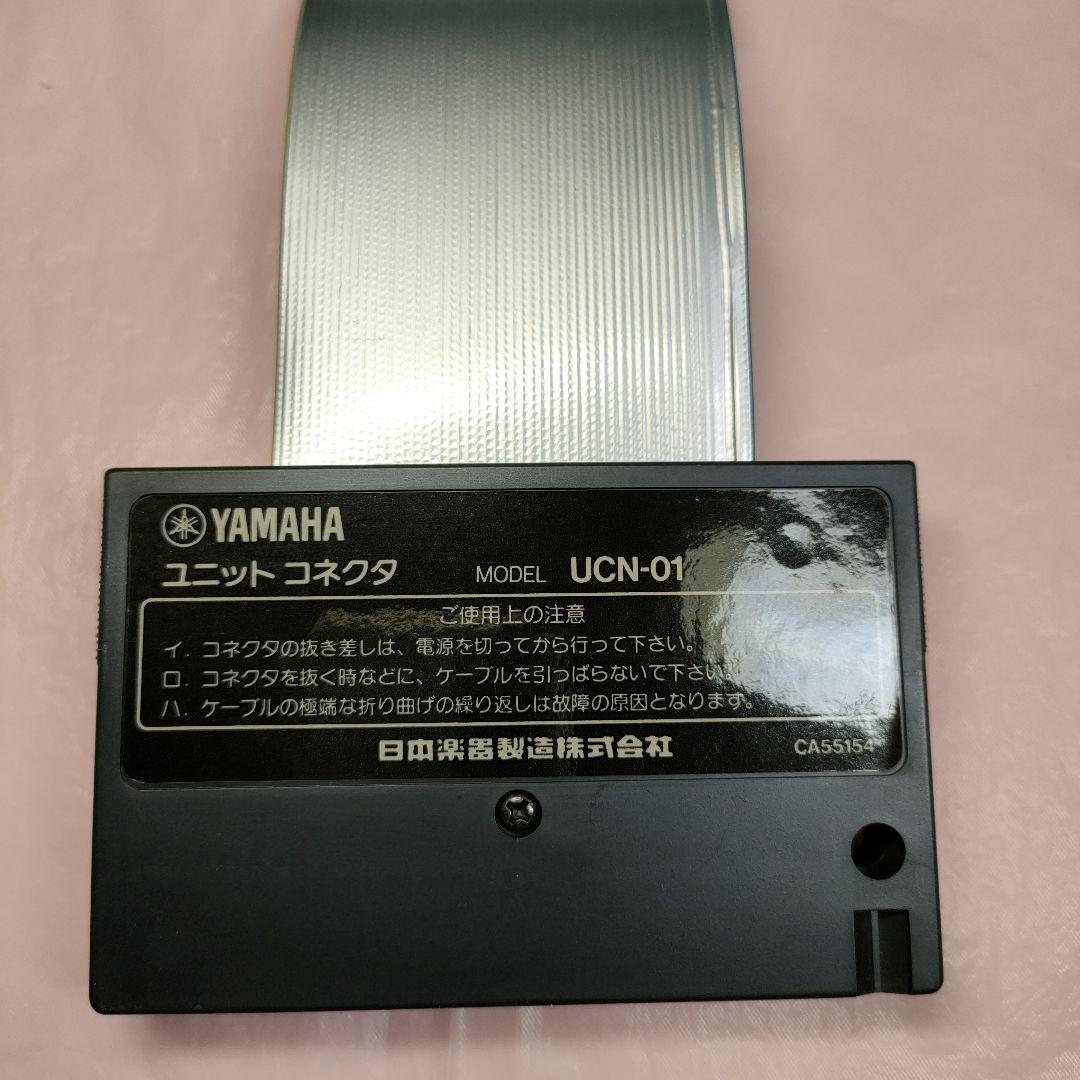 YAMAHA
ユニット コネクタ MODEL UCN-01
ご使用上の注意
イ. コネクタの抜き差しは、電源を切ってから行って下さい。
ロ. コネクタを抜く時などに、ケーブルを引っぱらないで下さい。
ハ. ケーブルの極端な折り曲げの繰り返しは故障の原因となります。
日本楽器製造株式会社 CA55154